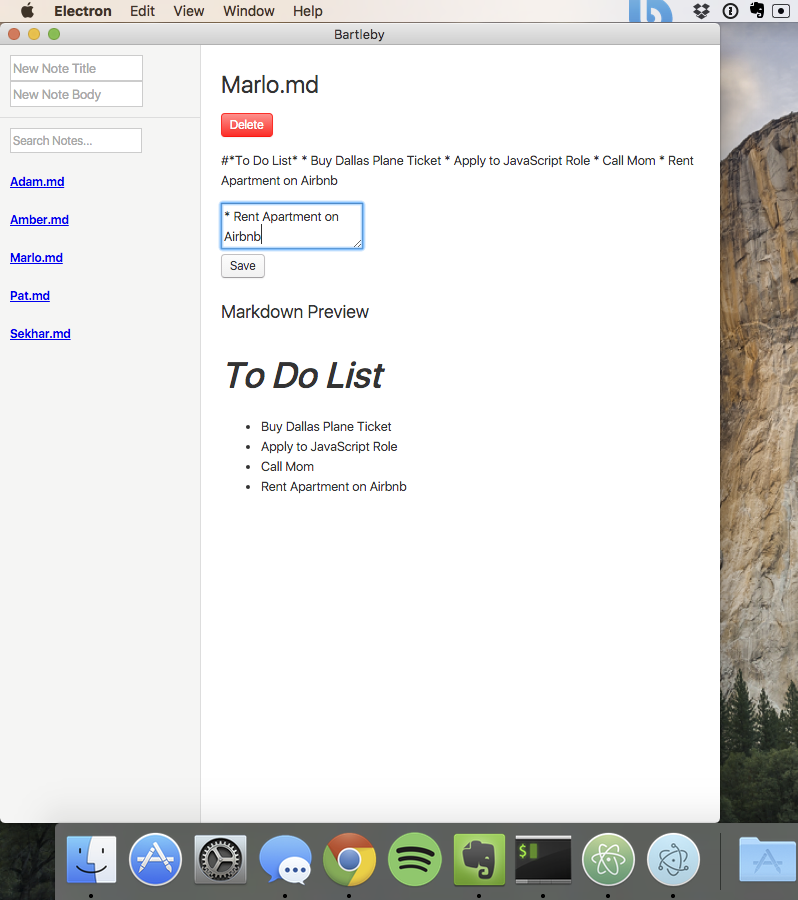 Electron Edit View Window Help
Bartleby
New Note Title
New Note Body
Search Notes...
Adam.md
Amber.md
Marlo.md
Pat.md
Sekhar.md
Marlo.md
Delete
#*To Do List* * Buy Dallas Plane Ticket * Apply to JavaScript Role * Call Mom * Rent
Apartment on Airbnb
* Rent Apartment on
Airbnb
Save
Markdown Preview
To Do List
• Buy Dallas Plane Ticket
• Apply to JavaScript Role
• Call Mom
• Rent Apartment on Airbnb
$